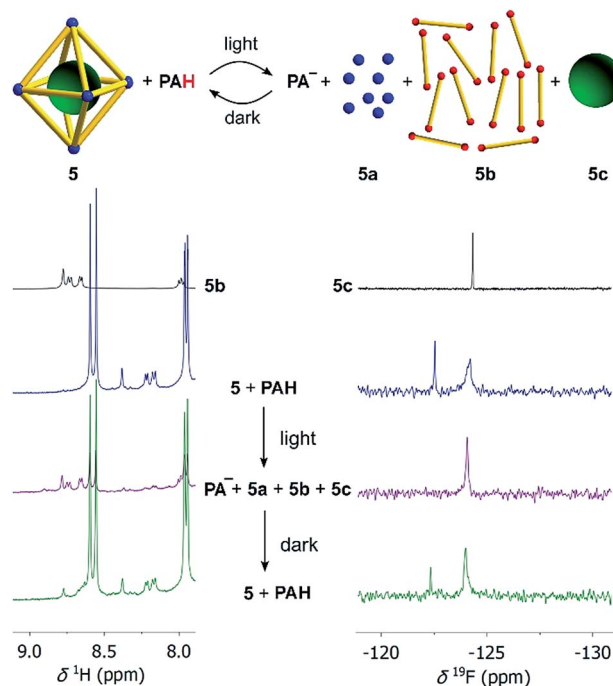 5 + PAH light dark PA⁻ + 5a + 5b + 5c
5b 5c
5 + PAH
light
PA⁻ + 5a + 5b + 5c
dark
5 + PAH
9.0 8.5 8.0 -120 -125 -130
δ ¹H (ppm) δ ¹⁹F (ppm)